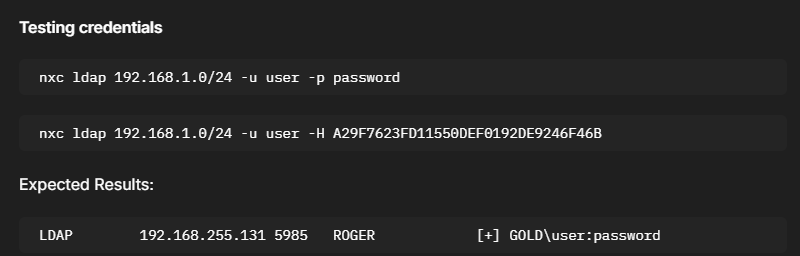 Testing credentials
nxc ldap 192.168.1.0/24 -u user -p password
nxc ldap 192.168.1.0/24 -u user -H A29F7623FD11550DEF0192DE9246F46B
Expected Results:
LDAP 192.168.255.131 5985 ROGER [+] GOLD\user:password